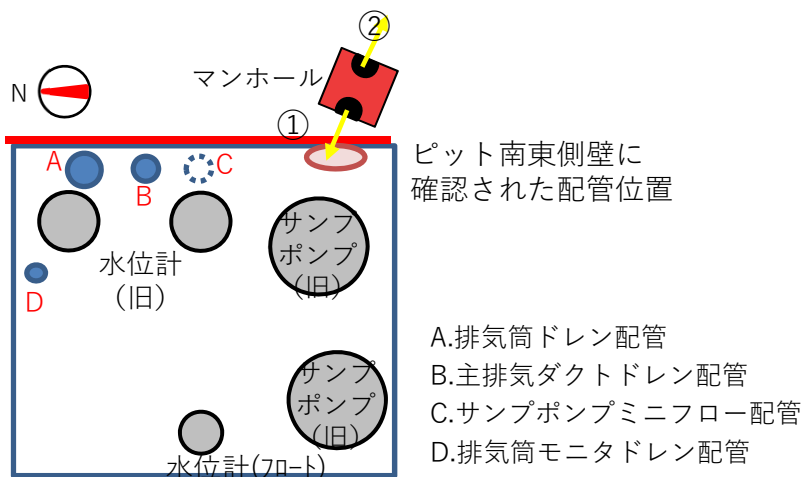 ②
マンホール
N
①
A
B
C
ピット南東側壁に
確認された配管位置
サンプ
ポンプ
(旧)
水位計
(旧)
D
A.排気筒ドレン配管
B.主排気ダクトドレン配管
C.サンプポンプミニフロー配管
D.排気筒モニタドレン配管
サンプ
ポンプ
(旧)
水位計(ﾌﾛｰﾄ)